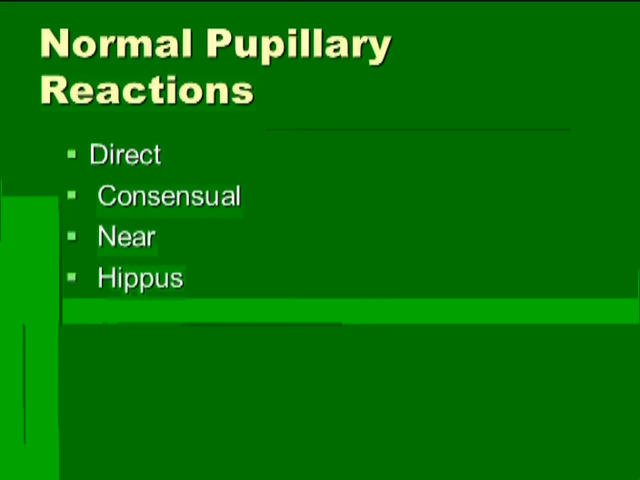 Normal Pupillary
Reactions
Direct
Consensual
Near
Hippus